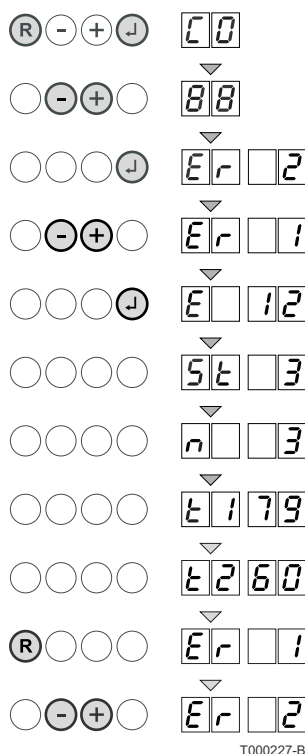 R - + ↵ C0
- + 88
↵ Er 2
- + Er 1
↵ E 12
St 3
n 3
t1 79
t2 60
R Er 1
- + Er 2
T000227-B